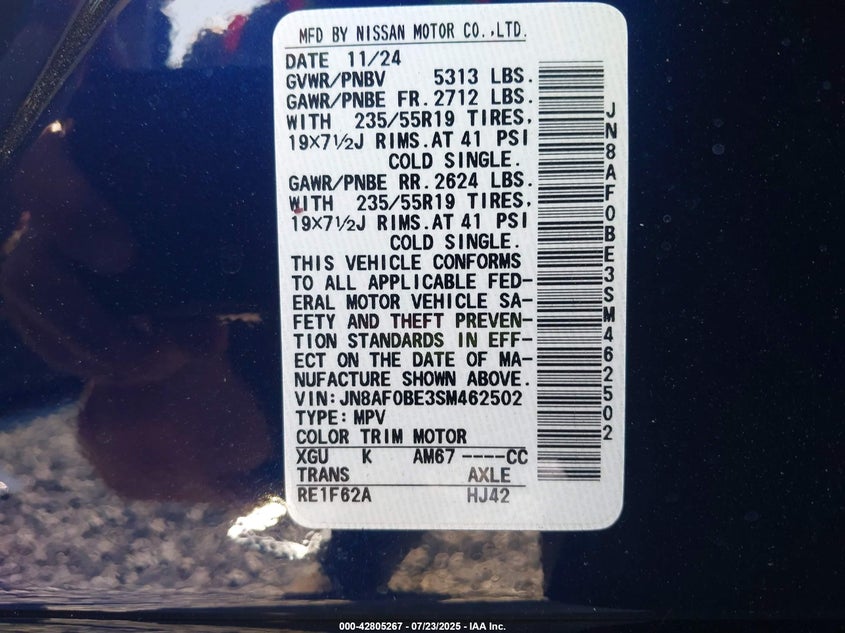 MFD BY NISSAN MOTOR CO.,LTD.
DATE 11/24
GVWR/PNBV 5313 LBS.
GAWR/PNBE FR. 2712 LBS.
WITH 235/55R19 TIRES,
19×7½J RIMS. AT 41 PSI
COLD SINGLE.
GAWR/PNBE RR. 2624 LBS.
WITH 235/55R19 TIRES,
19×7½J RIMS. AT 41 PSI
COLD SINGLE.
THIS VEHICLE CONFORMS
TO ALL APPLICABLE FED-
ERAL MOTOR VEHICLE SA-
FETY AND THEFT PREVEN-
TION STANDARDS IN EFF-
ECT ON THE DATE OF MA-
NUFACTURE SHOWN ABOVE.
VIN:JN8AF0BE3SM462502
TYPE:MPV
COLOR TRIM MOTOR
XGU K AM67 ----CC
TRANS AXLE
RE1F62A HJ42
JN8AF0BE3SM462502
000-42805267 - 07/23/2025 - IAA Inc.